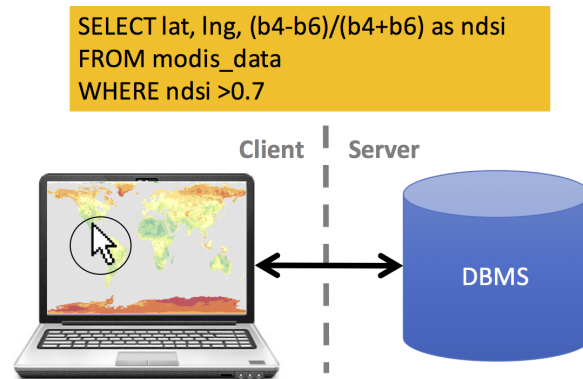 SELECT lat, lng, (b4-b6)/(b4+b6) as ndsi
FROM modis_data
WHERE ndsi >0.7
Client
Server
DBMS